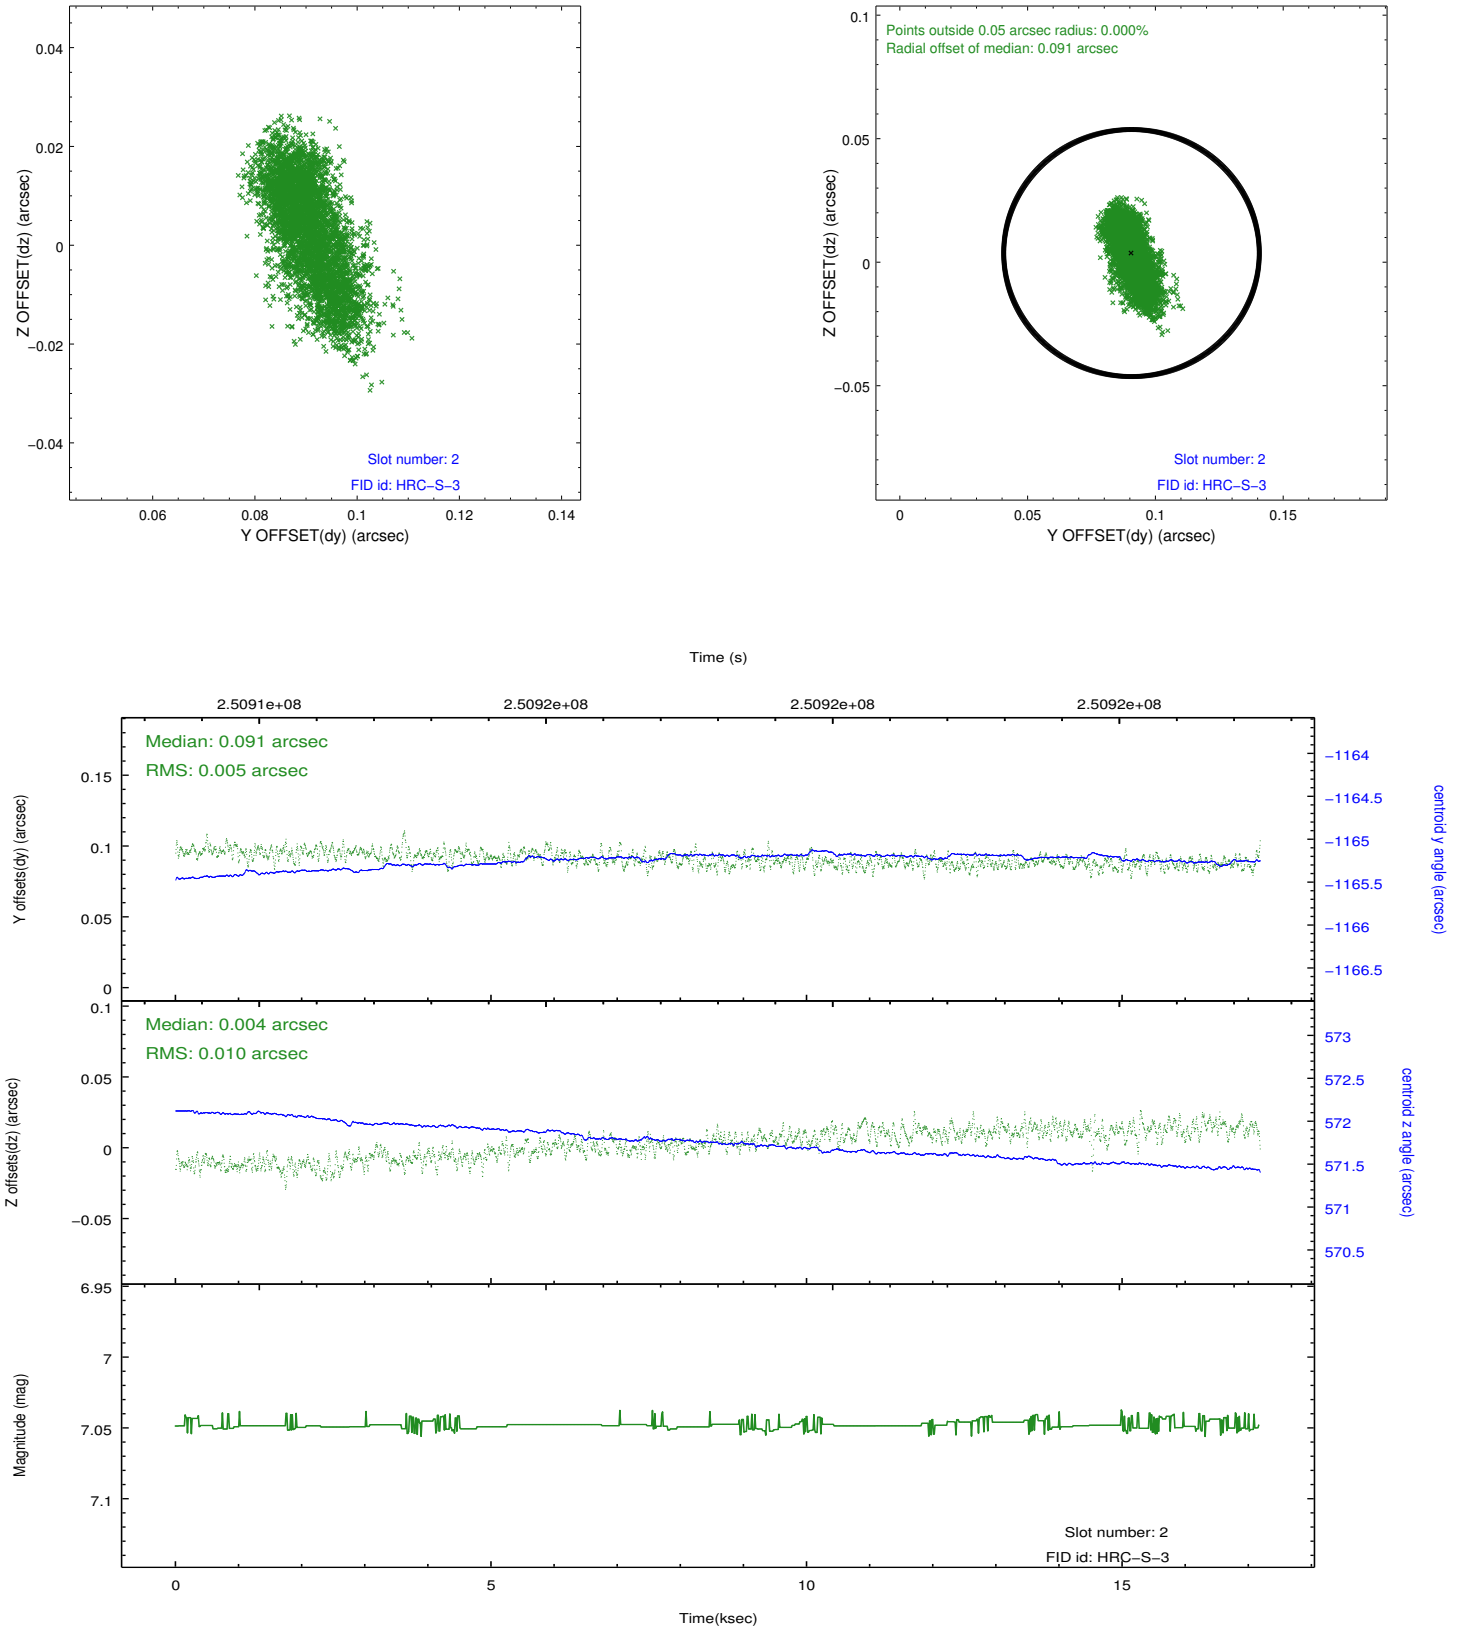 0.04
0.02
0
−0.02
−0.04
Z OFFSET(dz) (arcsec)
Slot number: 2
FID id: HRC−S−3
0.06
0.08
0.1
0.12
0.14
Y OFFSET(dy) (arcsec)
0.1
0.05
0
−0.05
Z OFFSET(dz) (arcsec)
Points outside 0.05 arcsec radius: 0.000%
Radial offset of median: 0.091 arcsec
Slot number: 2
FID id: HRC−S−3
0
0.05
0.1
0.15
Y OFFSET(dy) (arcsec)
Time (s)
2.5091e+08
2.5092e+08
2.5092e+08
2.5092e+08
Median: 0.091 arcsec
RMS: 0.005 arcsec
0.15
0.1
0.05
0
Y offsets(dy) (arcsec)
−1164
−1164.5
−1165
−1165.5
−1166
−1166.5
centroid y angle (arcsec)
Median: 0.004 arcsec
RMS: 0.010 arcsec
0.1
0.05
0
−0.05
Z offsets(dz) (arcsec)
573
572.5
572
571.5
571
570.5
centroid z angle (arcsec)
6.95
7
7.05
7.1
Magnitude (mag)
Slot number: 2
FID id: HRC−S−3
0
5
10
15
Time(ksec)